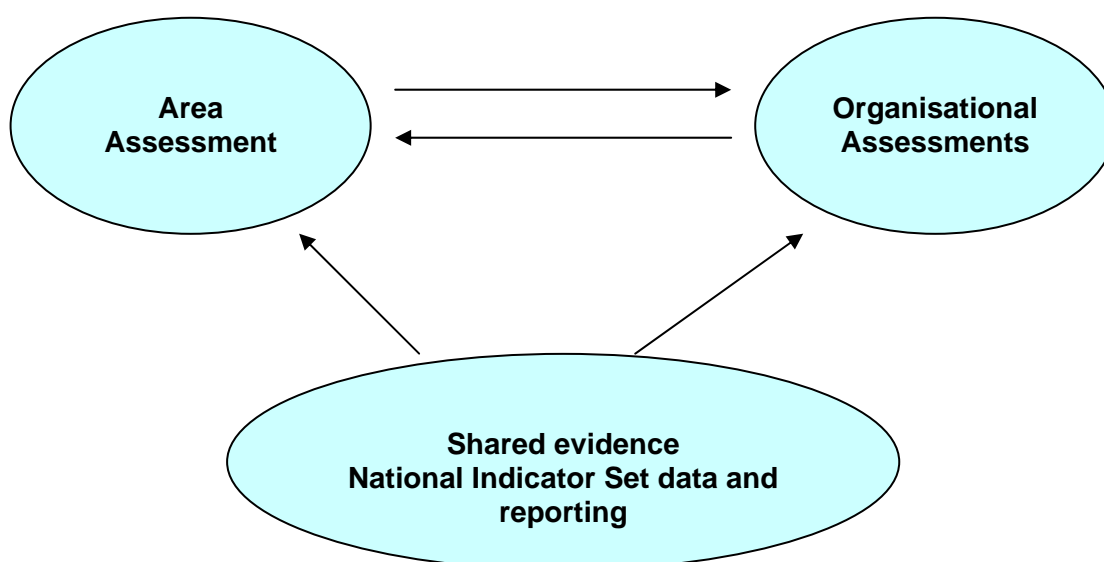 Area
Assessment
Organisational
Assessments
Shared evidence
National Indicator Set data and
reporting